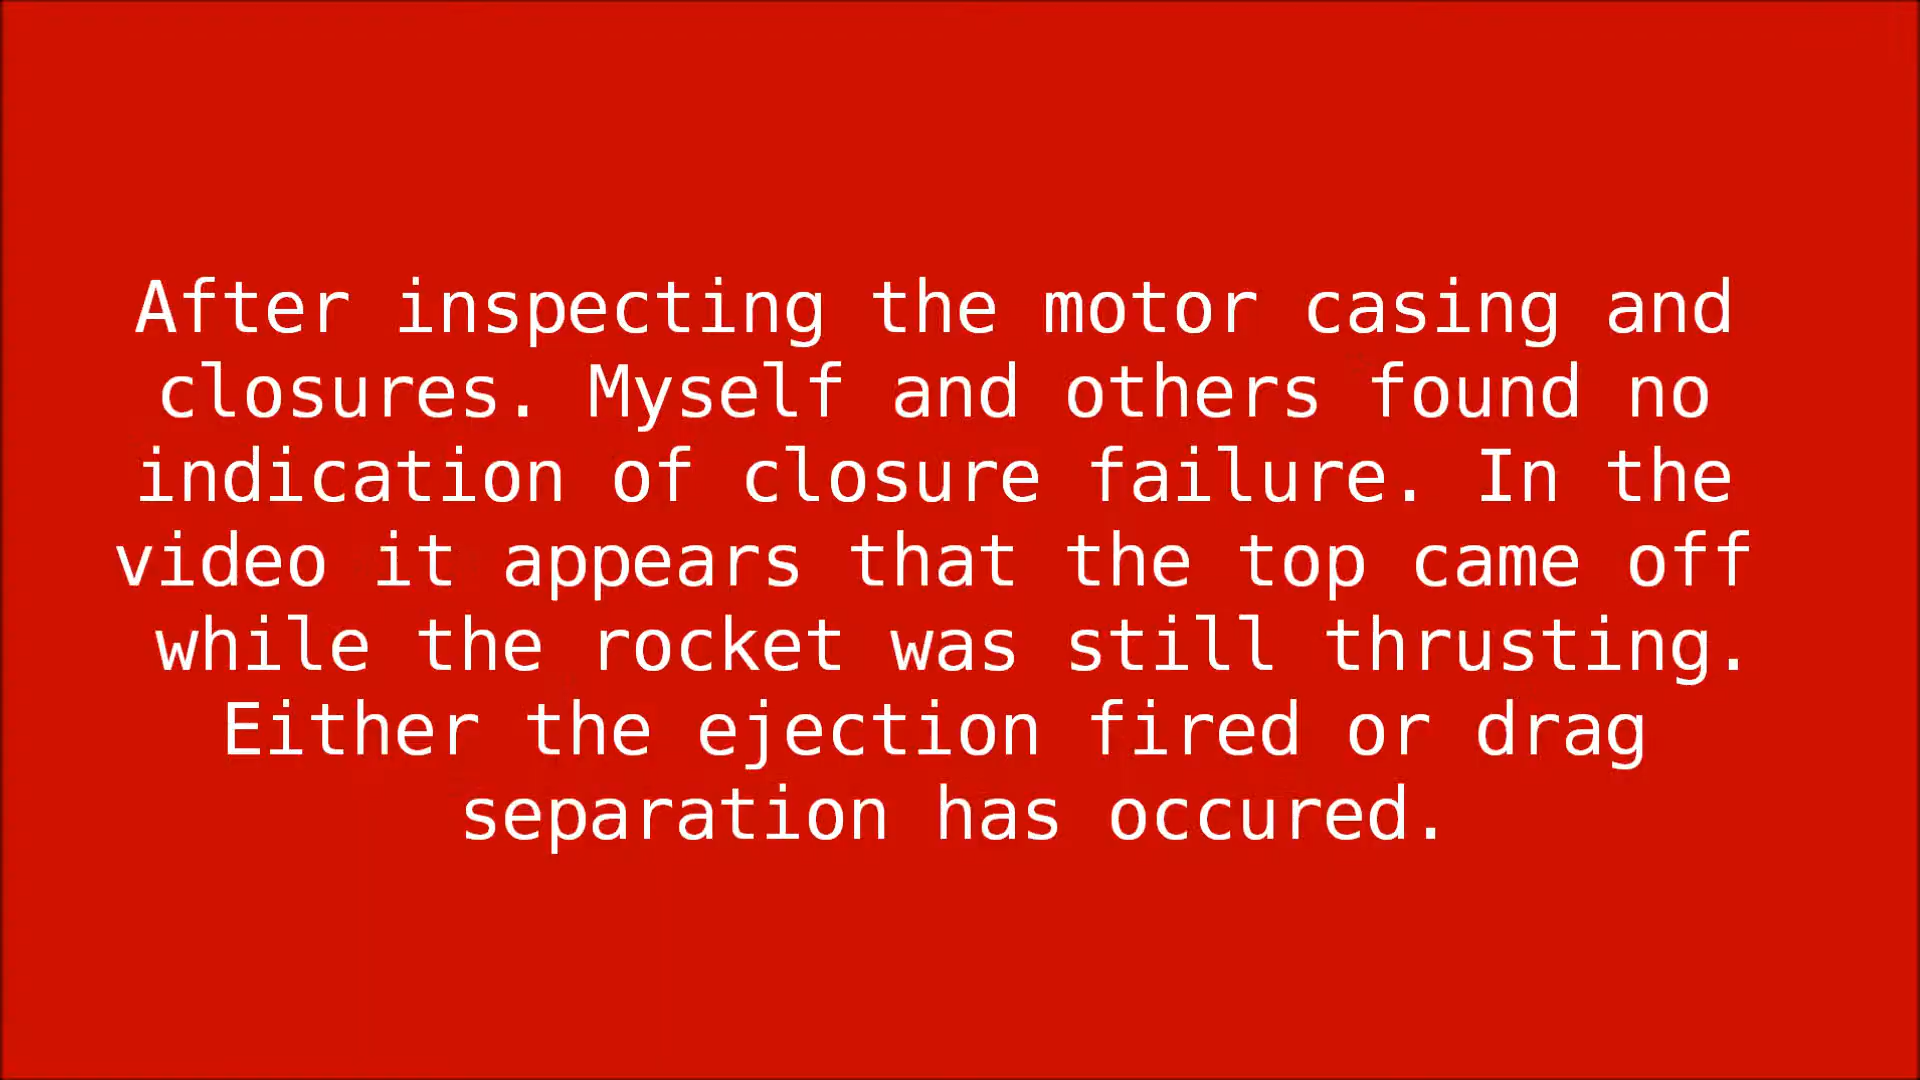 After inspecting the motor casing and
closures. Myself and others found no
indication of closure failure. In the
video it appears that the top came off
while the rocket was still thrusting.
Either the ejection fired or drag
separation has occured.